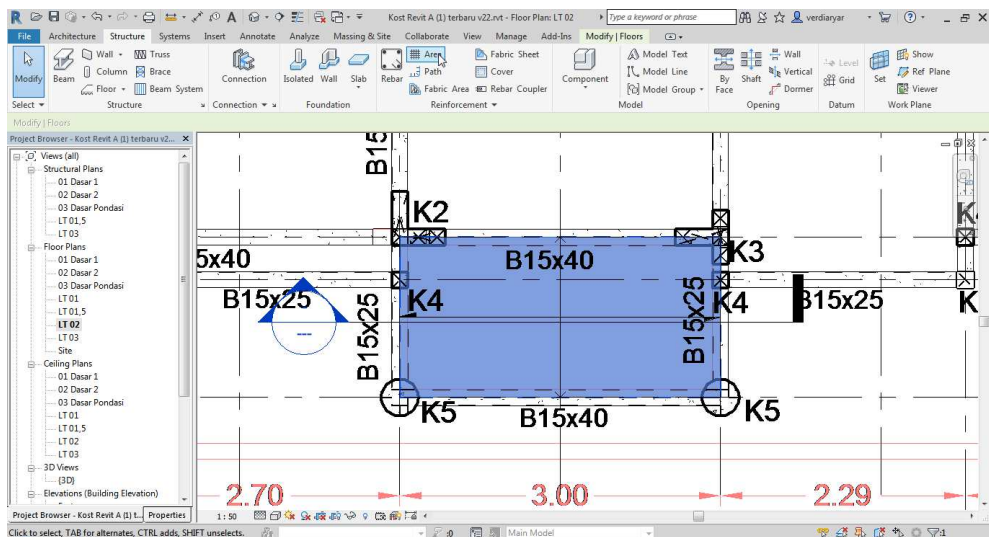 Kost Revit A (1) terbaru v22.rvt - Floor Plan: LT 02
Type a keyword or phrase
verdiaryar
File Architecture Structure Systems Insert Annotate Analyze Massing & Site Collaborate View Manage Add-Ins Modify | Floors
Modify
Beam
Wall
Truss
Column
Brace
Floor
Beam System
Connection
Isolated
Wall
Slab
Rebar
Area
Path
Fabric Area
Fabric Sheet
Cover
Rebar Coupler
Component
Model Text
Model Line
Model Group
By Face
Shaft
Wall
Vertical
Dormer
Level
Grid
Set
Show
Ref Plane
Viewer
Select Structure Connection Foundation Reinforcement Model Opening Datum Work Plane
Modify | Floors
Project Browser - Kost Revit A (1) terbaru v2...
Views (all)
Structural Plans
01 Dasar 1
02 Dasar 2
03 Dasar Pondasi
LT 01,5
LT 03
Floor Plans
01 Dasar 1
02 Dasar 2
03 Dasar Pondasi
LT 01
LT 01,5
LT 02
LT 03
Site
Ceiling Plans
01 Dasar 1
02 Dasar 2
03 Dasar Pondasi
LT 01
LT 01,5
LT 02
LT 03
3D Views
{3D}
Elevations (Building Elevation)
Project Browser - Kost Revit A (1) t...
Properties
B15
K2
K3
K
5x40
B15x40
B15x25
K4
K4
B15x25
K
B15x25
B15x25
K5
B15x40
K5
2.70
3.00
2.29
1 : 50
Click to select, TAB for alternates, CTRL adds, SHIFT unselects.
:0
Main Model
:1